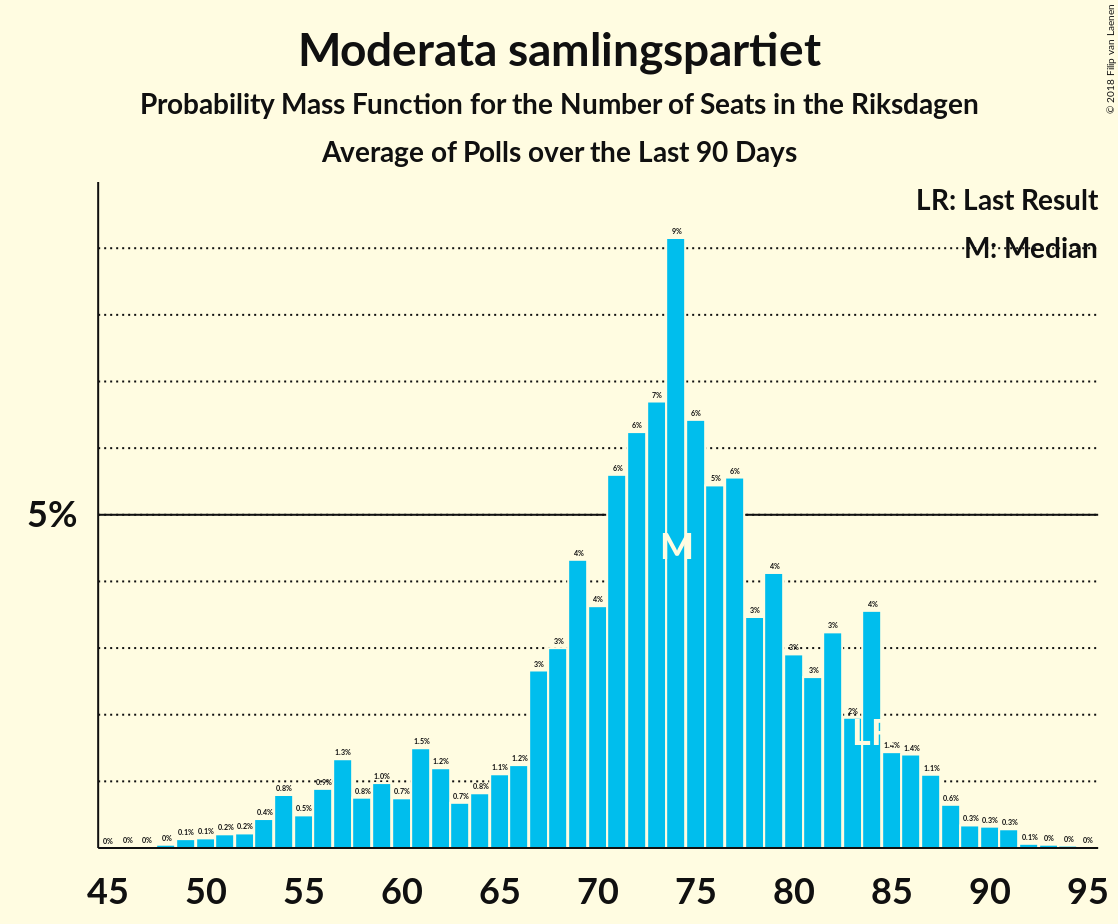 Moderata samlingspartiet
Probability Mass Function for the Number of Seats in the Riksdagen
Average of Polls over the Last 90 Days
© 2018 Filip van Laenen
LR: Last Result
M: Median
5%
0% 0% 0% 0% 0.1% 0.1% 0.2% 0.2% 0.4% 0.8% 0.5% 0.9% 1.3% 0.8% 1.0% 0.7% 1.5% 1.2% 0.7% 0.8% 1.1% 1.2% 3% 3% 4% 4% 6% 6% 7% 9% 6% 5% 6% 3% 4% 3% 3% 3% 2% 4% 1.4% 1.4% 1.1% 0.6% 0.3% 0.3% 0.3% 0.1% 0% 0% 0%
M
LR
45 50 55 60 65 70 75 80 85 90 95